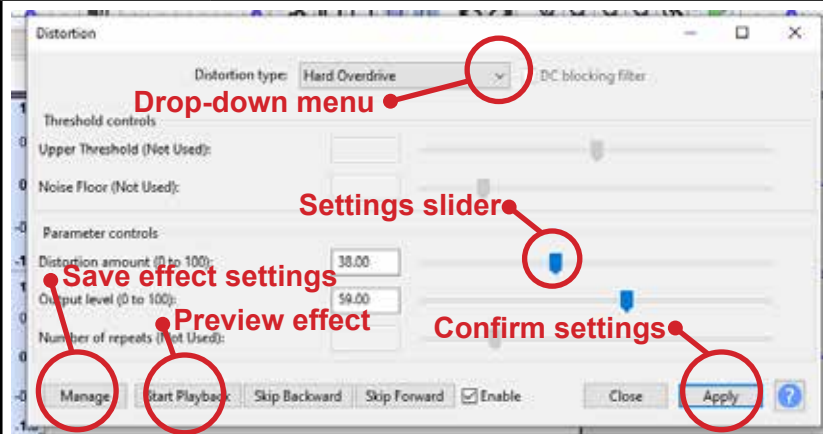 Distortion
Distortion type: Hard Overdrive DC blocking filter
Drop-down menu
Threshold controls
Upper Threshold (Not Used):
Noise Floor (Not Used):
Settings slider
Parameter controls
Distortion amount (0 to 100): 38.00
Save effect settings
Output level (0 to 100): 59.00
Preview effect
Confirm settings
Number of repeats (Not Used):
Manage Start Playback Skip Backward Skip Forward Enable Close Apply ?